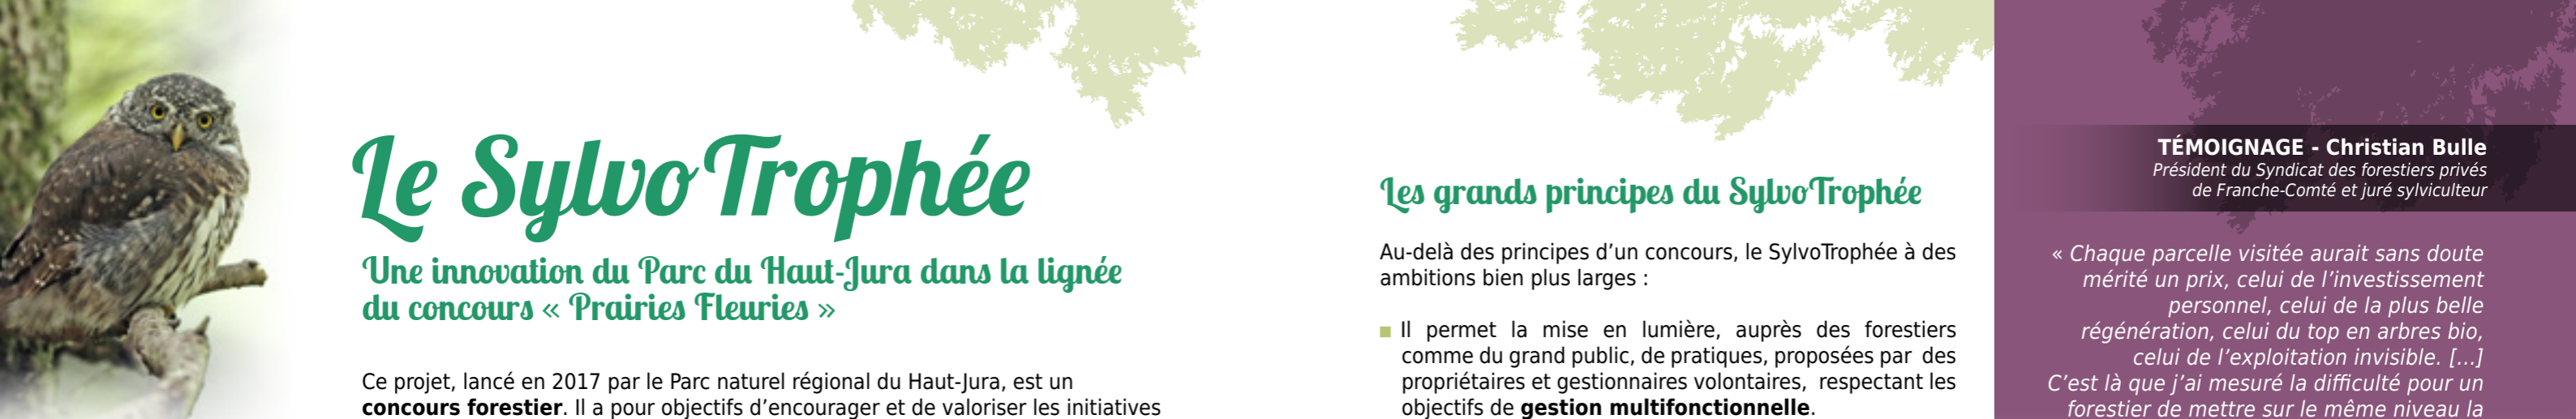 Le SylvoTrophée
Une innovation du Parc du Haut-Jura dans la lignée
du concours « Prairies Fleuries »
Ce projet, lancé en 2017 par le Parc naturel régional du Haut-Jura, est un
concours forestier. Il a pour objectifs d’encourager et de valoriser les initiatives
Les grands principes du SylvoTrophée
Au-delà des principes d’un concours, le SylvoTrophée à des
ambitions bien plus larges :
■ Il permet la mise en lumière, auprès des forestiers
comme du grand public, de pratiques, proposées par des
propriétaires et gestionnaires volontaires, respectant les
objectifs de gestion multifonctionnelle.
TÉMOIGNAGE - Christian Bulle
Président du Syndicat des forestiers privés
de Franche-Comté et juré sylviculteur
« Chaque parcelle visitée aurait sans doute
mérité un prix, celui de l’investissement
personnel, celui de la plus belle
régénération, celui du top en arbres bio,
celui de l’exploitation invisible. [...]
C’est là que j’ai mesuré la difficulté pour un
forestier de mettre sur le même niveau la